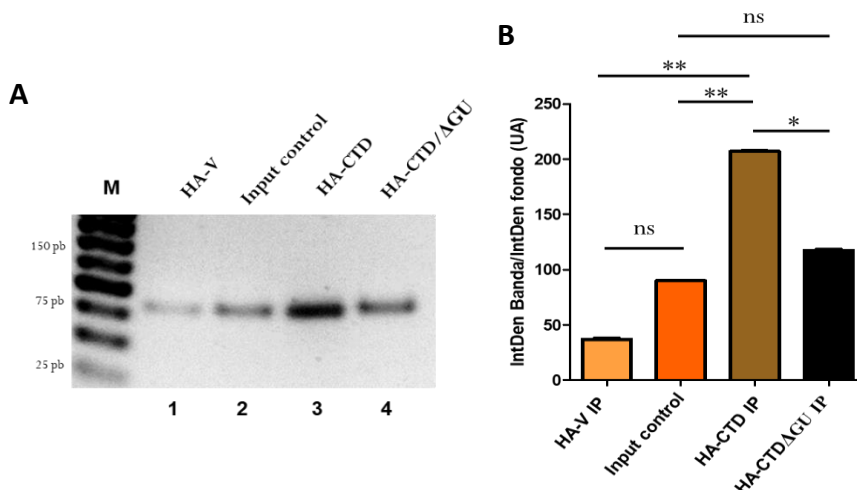 A
M
HA-V
Input control
HA-CTD
HA-CTD/ΔGU
150 pb
75 pb
25 pb
1 2 3 4
B
ns
**
**
*
ns
IntDen Banda/IntDen fondo (UA)
250
200
150
100
50
0
HA-V IP
Input control
HA-CTD IP
HA-CTDΔGU IP